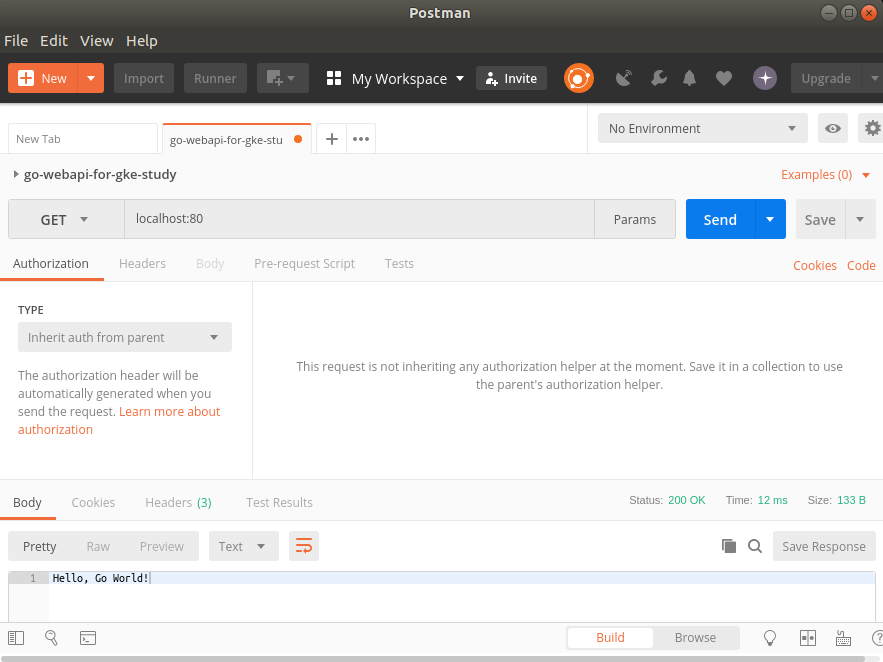 Postman
File Edit View Help
New Import Runner My Workspace Invite Upgrade
New Tab go-webapi-for-gke-stu No Environment
go-webapi-for-gke-study Examples (0)
GET localhost:80 Params Send Save
Authorization Headers Body Pre-request Script Tests Cookies Code
TYPE
Inherit auth from parent
The authorization header will be
automatically generated when you
send the request. Learn more about
authorization
This request is not inheriting any authorization helper at the moment. Save it in a collection to use
the parent's authorization helper.
Body Cookies Headers (3) Test Results Status: 200 OK Time: 12 ms Size: 133 B
Pretty Raw Preview Text Save Response
1 Hello, Go World!
Build Browse